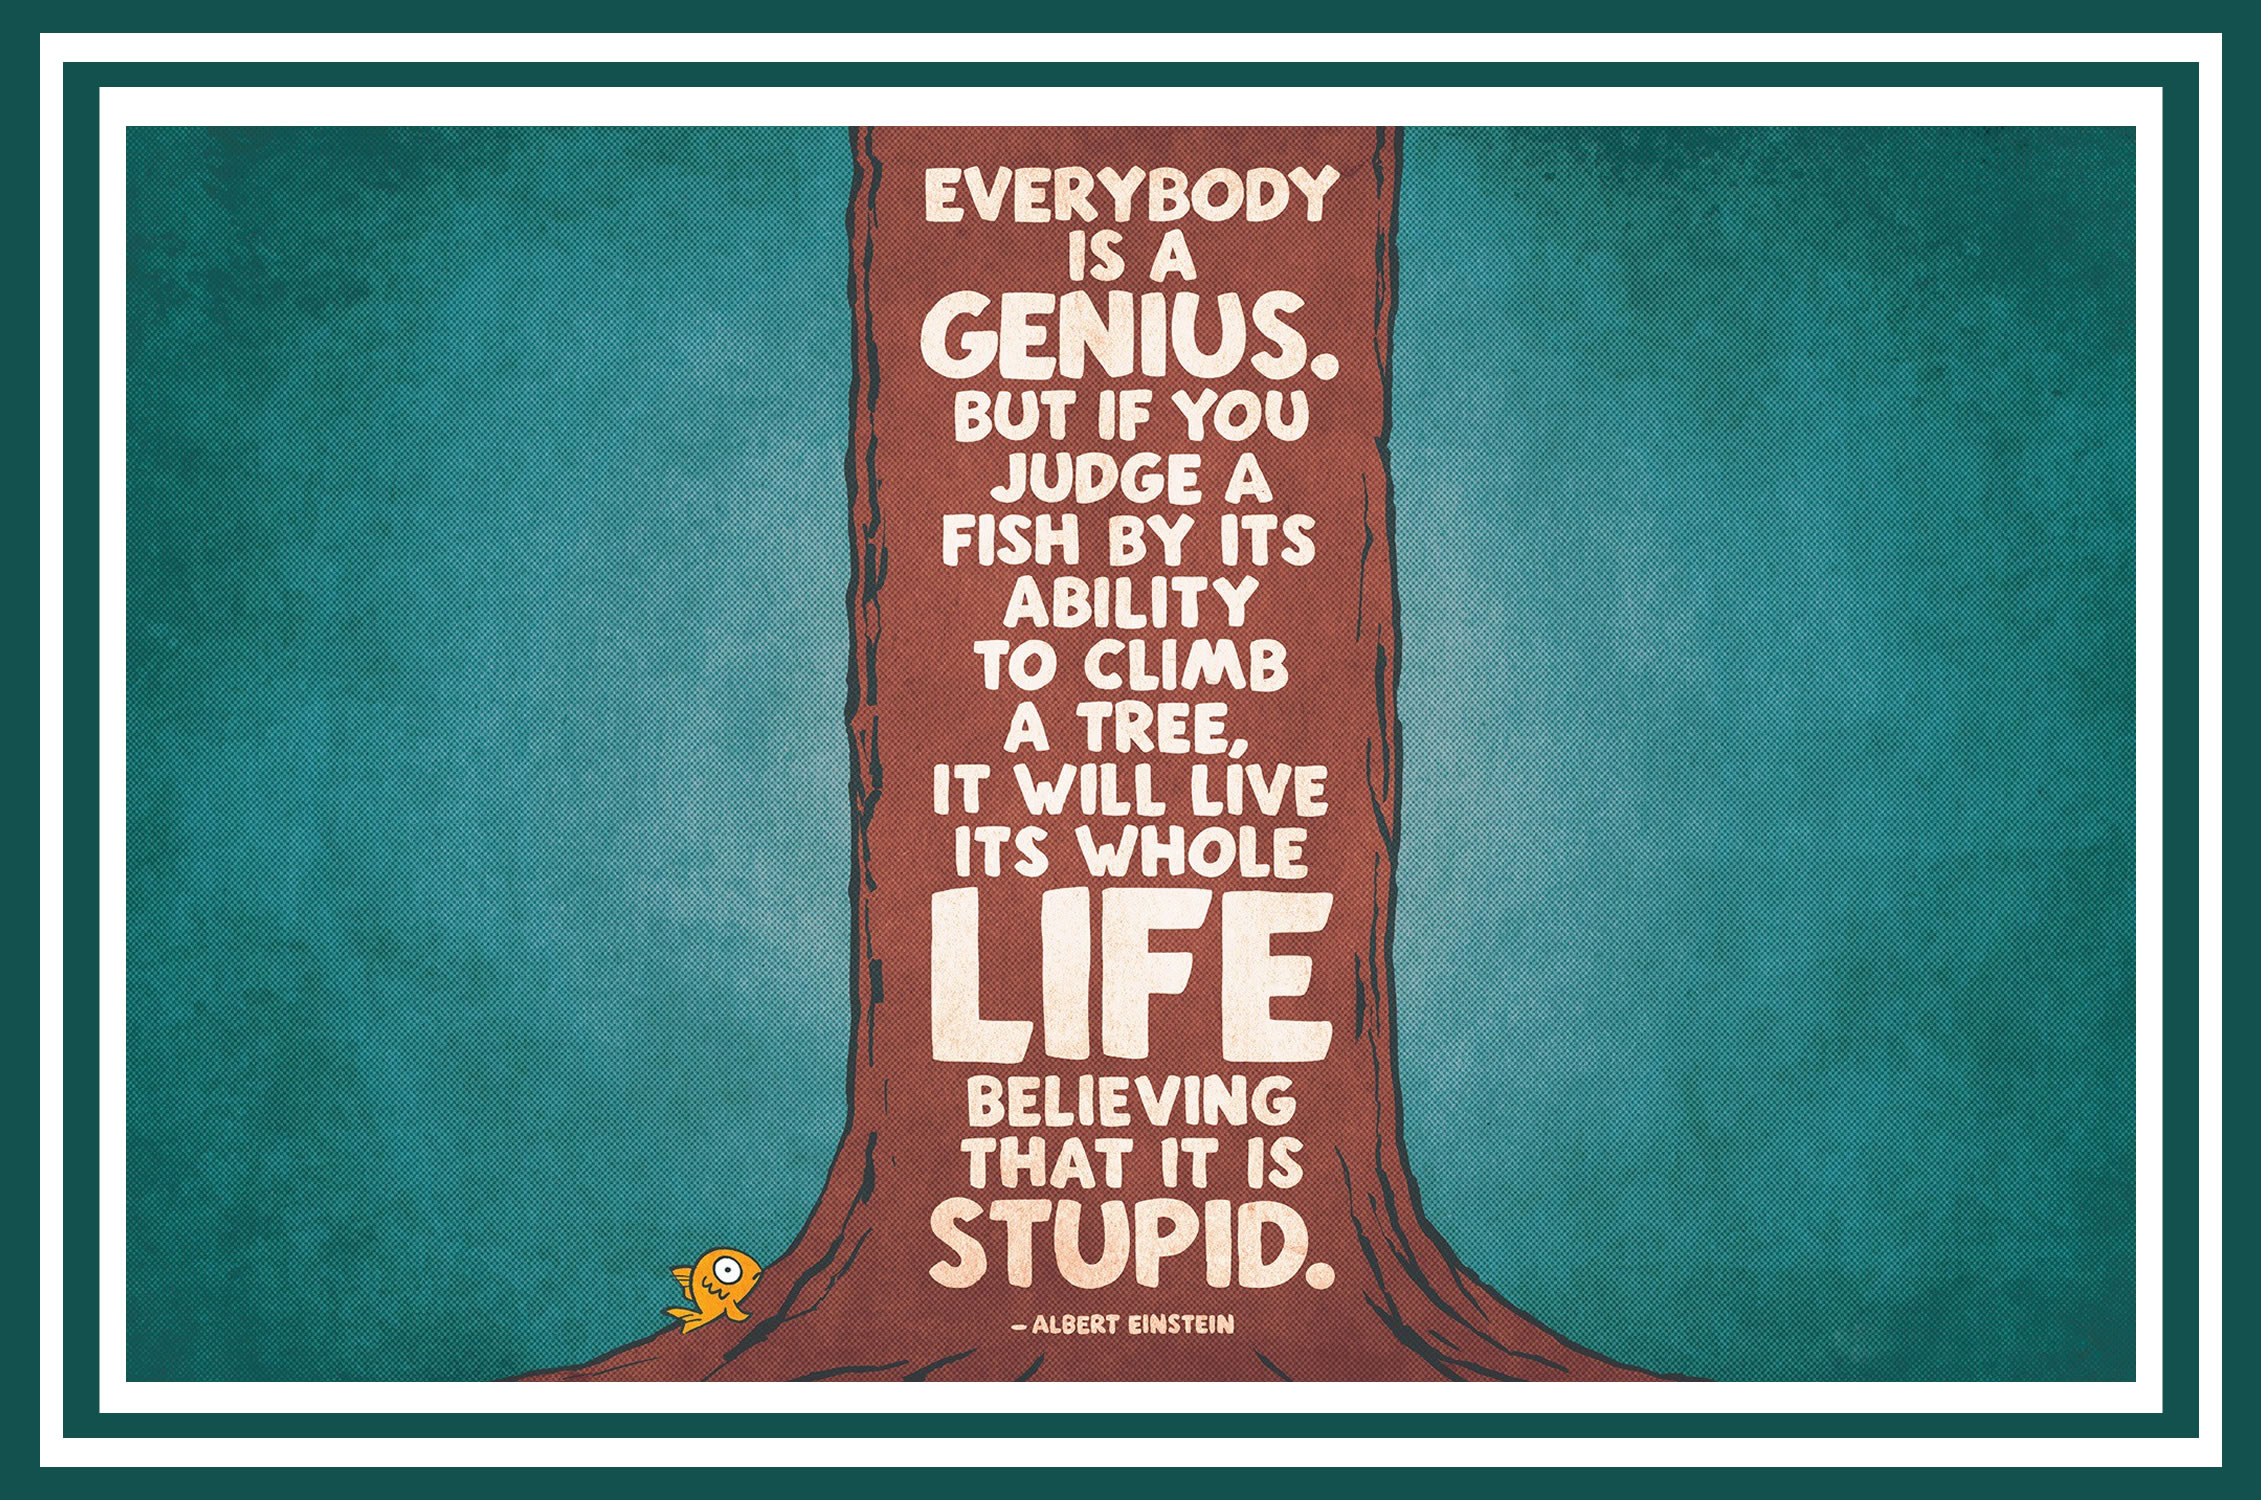 EVERYBODY
IS A
GENIUS.
BUT IF YOU
JUDGE A
FISH BY ITS
ABILITY
TO CLIMB
A TREE,
IT WILL LIVE
ITS WHOLE
LIFE
BELIEVING
THAT IT IS
STUPID.
– ALBERT EINSTEIN